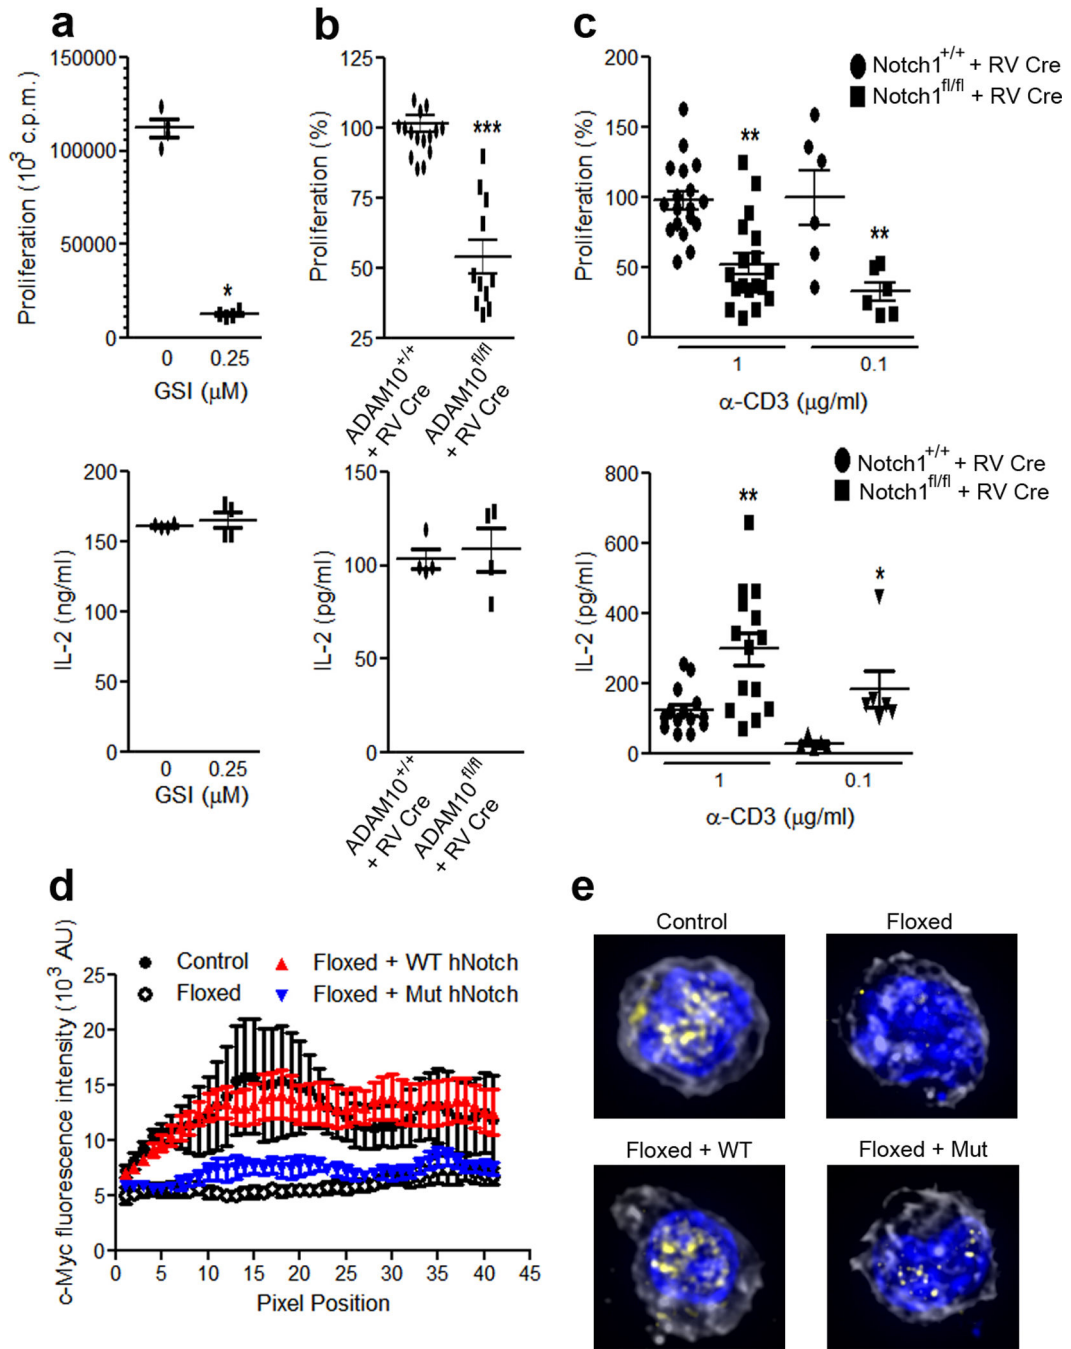 a
Proliferation (10³ c.p.m.)
150000
100000
50000
0
*
0 0.25
GSI (μM)
IL-2 (ng/ml)
200
150
100
50
0
0 0.25
GSI (μM)
b
Proliferation (%)
125
100
75
50
25
***
ADAM10+/+
+ RV Cre
ADAM10fl/fl
+ RV Cre
IL-2 (pg/ml)
150
100
50
0
ADAM10+/+
+ RV Cre
ADAM10fl/fl
+ RV Cre
c
Notch1+/+ + RV Cre
Notch1fl/fl + RV Cre
Proliferation (%)
200
150
100
50
0
**
**
1 0.1
α-CD3 (μg/ml)
Notch1+/+ + RV Cre
Notch1fl/fl + RV Cre
IL-2 (pg/ml)
800
600
400
200
0
**
*
1 0.1
α-CD3 (μg/ml)
d
c-Myc fluorescence intensity (10³ AU)
Control
Floxed
Floxed + WT hNotch
Floxed + Mut hNotch
25
20
15
10
5
0
0 5 10 15 20 25 30 35 40 45
Pixel Position
e
Control
Floxed
Floxed + WT
Floxed + Mut